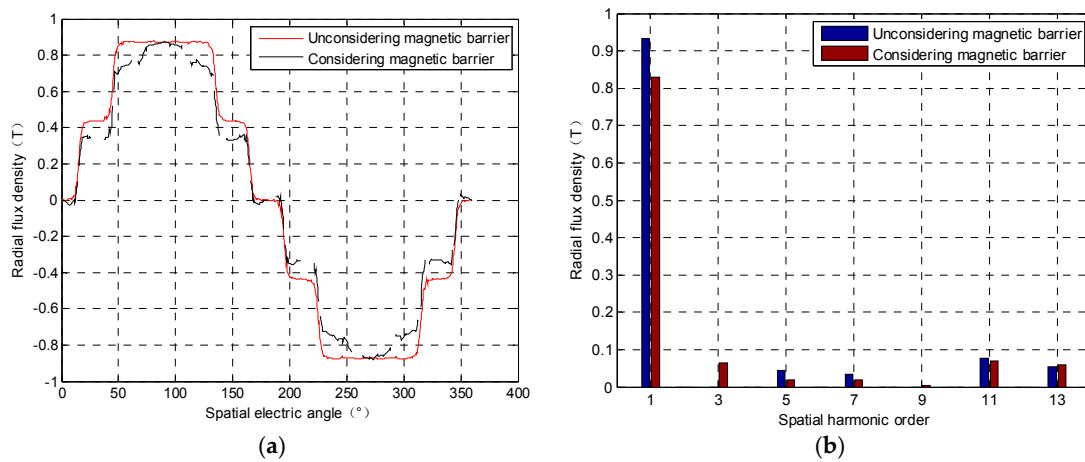 1
0.8
0.6
0.4
0.2
0
-0.2
-0.4
-0.6
-0.8
-1
0 50 100 150 200 250 300 350 400
Radial flux density（T）
Spatial electric angle（°）
Unconsidering magnetic barrier
Considering magnetic barrier
(a)
0.9
0.8
0.7
0.6
0.5
0.4
0.3
0.2
0.1
0
1 3 5 7 9 11 13
Radial flux density（T）
Spatial harmonic order
Unconsidering magnetic barrier
Considering magnetic barrier
(b)